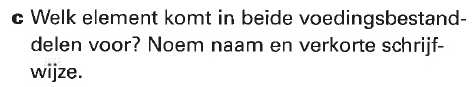 c Welk element komt in beide voedingsbestand-
delen voor? Noem naam en verkorte schrijf-
wijze.